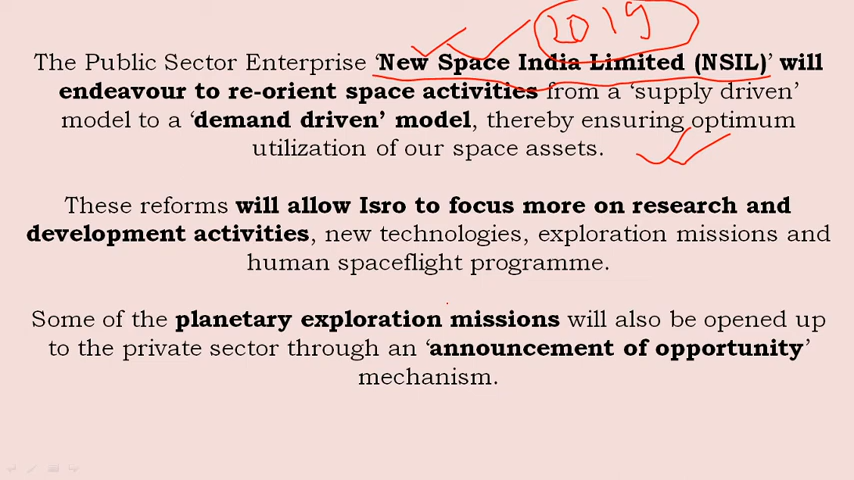 2019
The Public Sector Enterprise ‘New Space India Limited (NSIL)’ will
endeavour to re-orient space activities from a ‘supply driven’
model to a ‘demand driven’ model, thereby ensuring optimum
utilization of our space assets.
These reforms will allow Isro to focus more on research and
development activities, new technologies, exploration missions and
human spaceflight programme.
Some of the planetary exploration missions will also be opened up
to the private sector through an ‘announcement of opportunity’
mechanism.